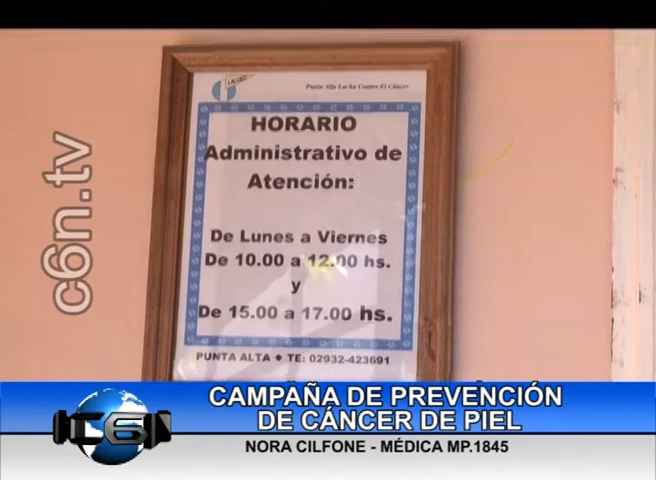 LALCEC
Punta Alta Lucha Contra El Cáncer
HORARIO
Administrativo de
Atención:
De Lunes a Viernes
De 10.00 a 12.00 hs.
y
De 15.00 a 17.00 hs.
PUNTA ALTA ♦ TE: 02932-423691
c6n.tv
CAMPAÑA DE PREVENCIÓN
DE CÁNCER DE PIEL
NORA CILFONE - MÉDICA MP.1845
C6N